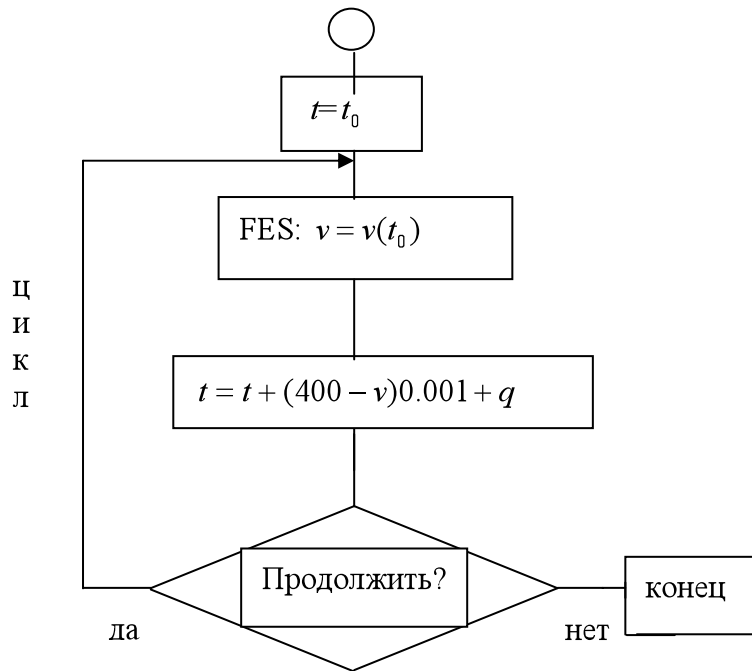 t = t₀
FES: v = v(t₀)
ц
и
к
л
t = t + (400 – v)0.001 + q
Продолжить?
конец
да
нет